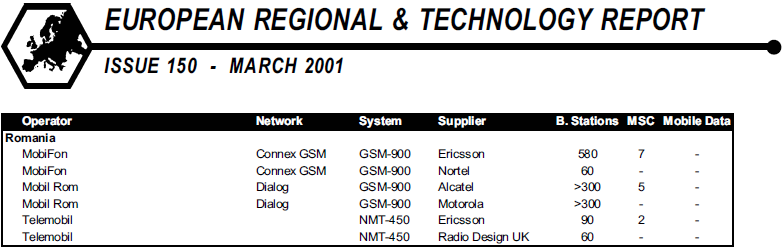 EUROPEAN REGIONAL & TECHNOLOGY REPORT
ISSUE 150 - MARCH 2001
Operator Network System Supplier B. Stations MSC Mobile Data
Romania
MobiFon Connex GSM GSM-900 Ericsson 580 7 -
MobiFon Connex GSM GSM-900 Nortel 60 - -
Mobil Rom Dialog GSM-900 Alcatel >300 5 -
Mobil Rom Dialog GSM-900 Motorola >300 - -
Telemobil NMT-450 Ericsson 90 2 -
Telemobil NMT-450 Radio Design UK 60 - -